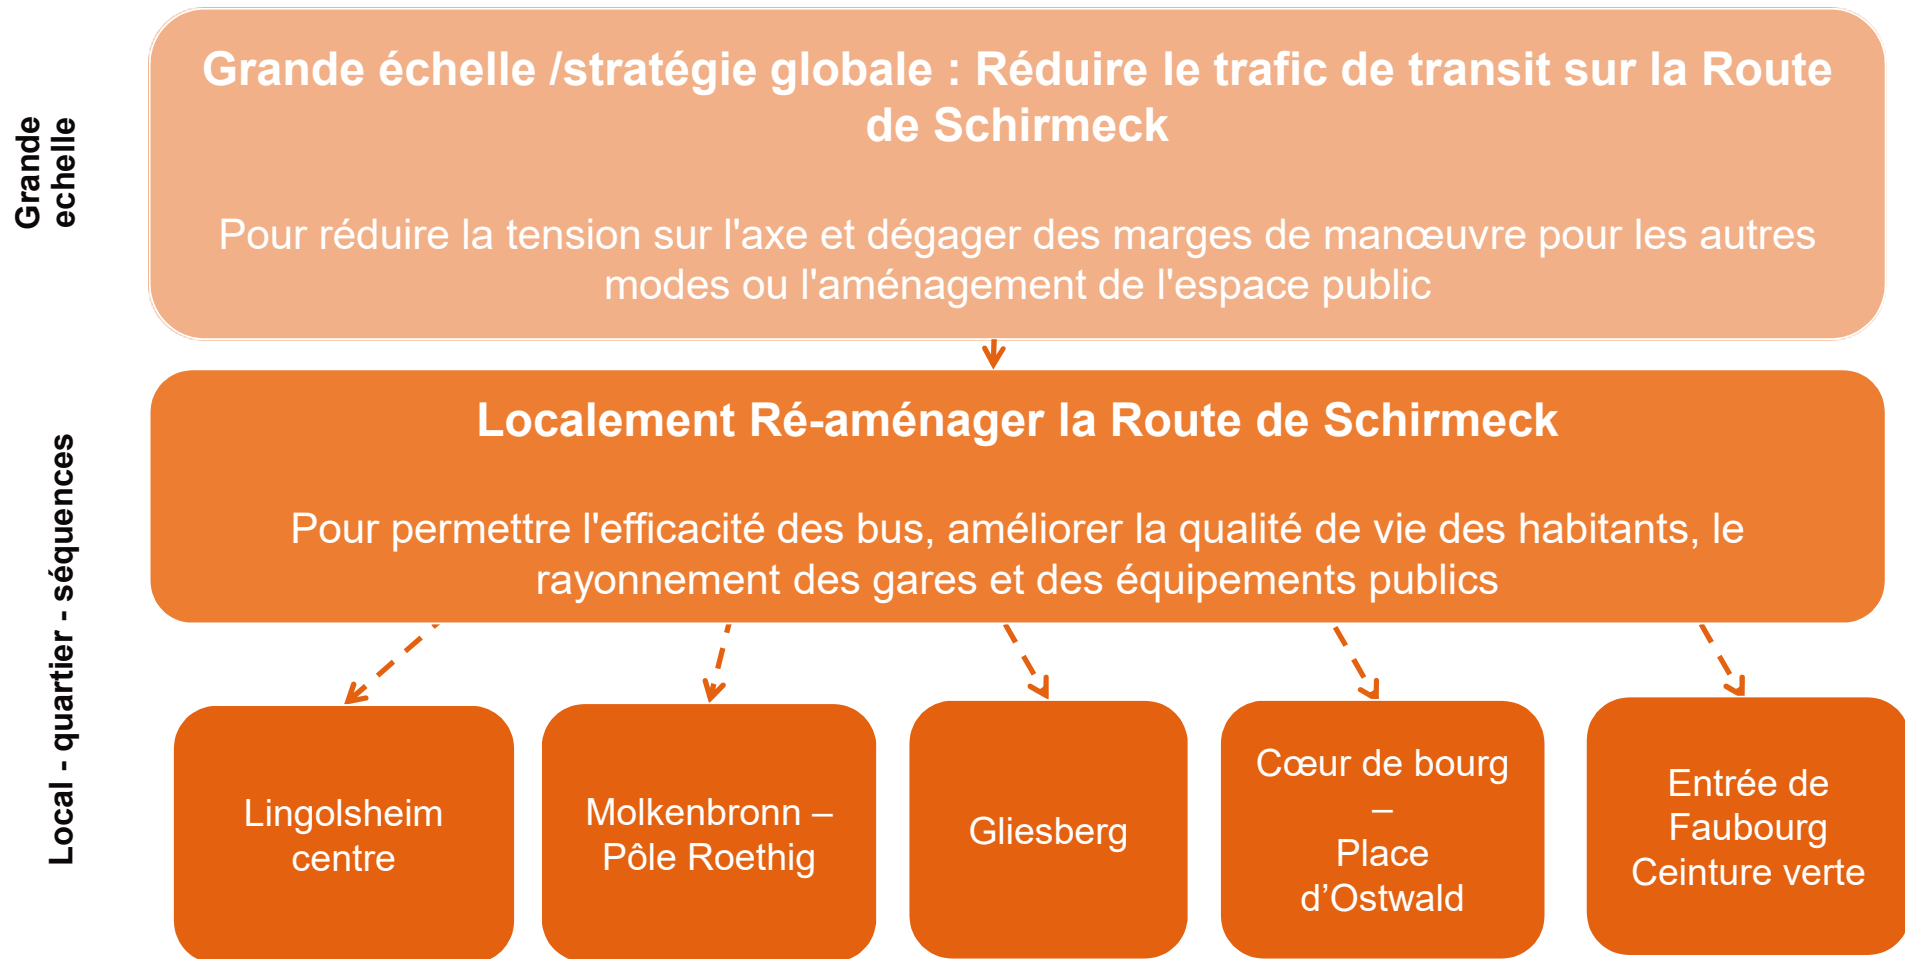 Grande
echelle
Grande échelle /stratégie globale : Réduire le trafic de transit sur la Route
de Schirmeck
Pour réduire la tension sur l'axe et dégager des marges de manœuvre pour les autres
modes ou l'aménagement de l'espace public
Local - quartier - séquences
Localement Ré-aménager la Route de Schirmeck
Pour permettre l'efficacité des bus, améliorer la qualité de vie des habitants, le
rayonnement des gares et des équipements publics
Lingolsheim
centre
Molkenbronn –
Pôle Roethig
Gliesberg
Cœur de bourg
–
Place
d’Ostwald
Entrée de
Faubourg
Ceinture verte